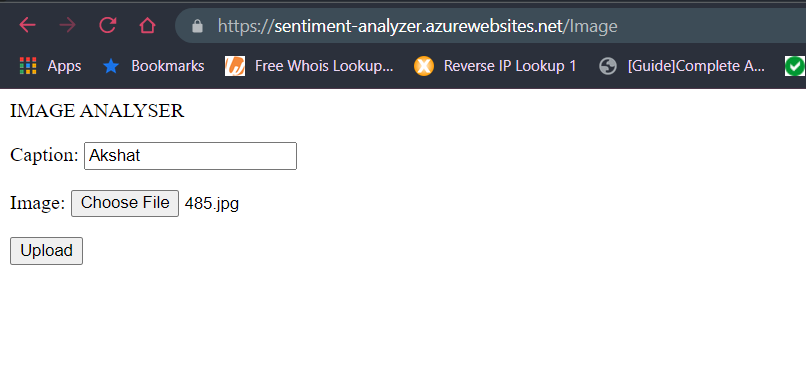 https://sentiment-analyzer.azurewebsites.net/Image
Apps Bookmarks Free Whois Lookup... Reverse IP Lookup 1 [Guide]Complete A...
IMAGE ANALYSER
Caption: Akshat
Image: Choose File 485.jpg
Upload